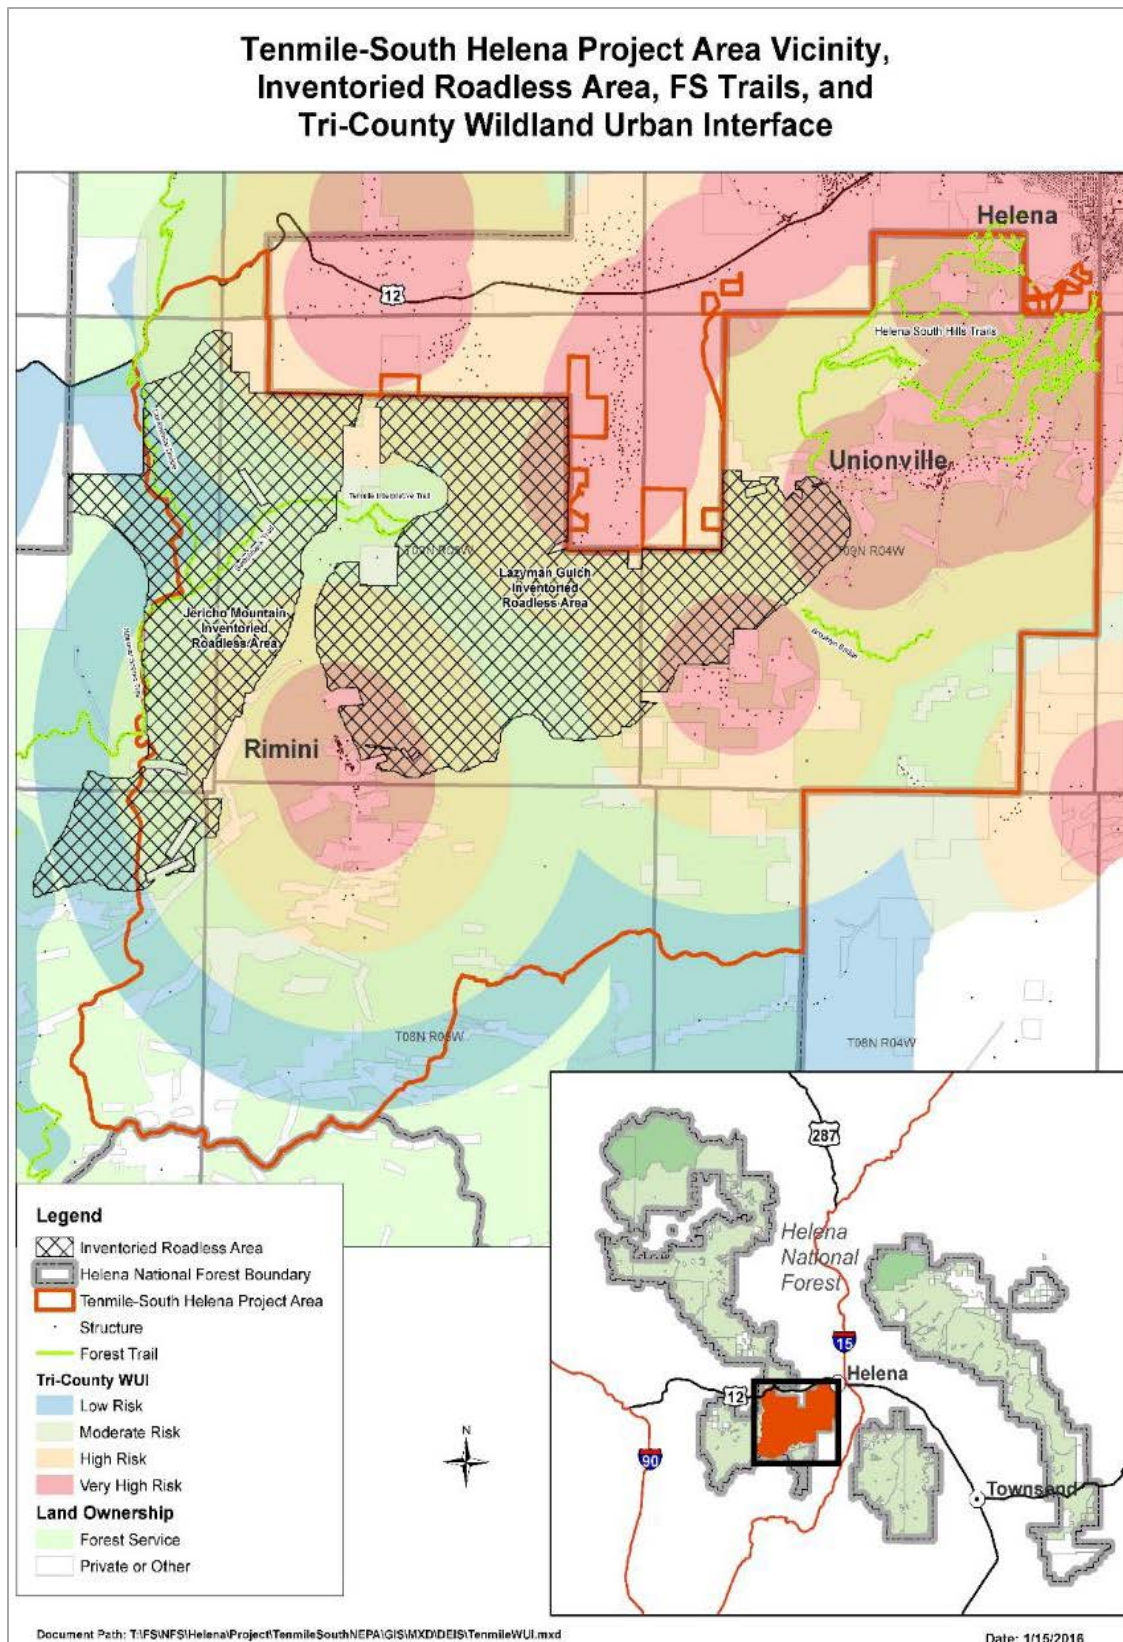 Tenmile-South Helena Project Area Vicinity,
Inventoried Roadless Area, FS Trails, and
Tri-County Wildland Urban Interface
Helena
12
Helena South Hills Trails
Unionville
Tenmile Interpretive Trail
T09N R05W
T09N R04W
Lazyman Gulch
Inventoried
Roadless Area
Jericho Mountain
Inventoried
Roadless Area
Rimini
T08N R05W
T08N R04W
287
Helena
National
Forest
15
Helena
12
90
Townsend
Legend
Inventoried Roadless Area
Helena National Forest Boundary
Tenmile-South Helena Project Area
Structure
Forest Trail
Tri-County WUI
Low Risk
Moderate Risk
High Risk
Very High Risk
Land Ownership
Forest Service
Private or Other
N
Document Path: T:\FS\NFS\Helena\Project\TenmileSouthNEPA\GIS\MXD\DEIS\TenmileWUI.mxd
Date: 1/15/2016